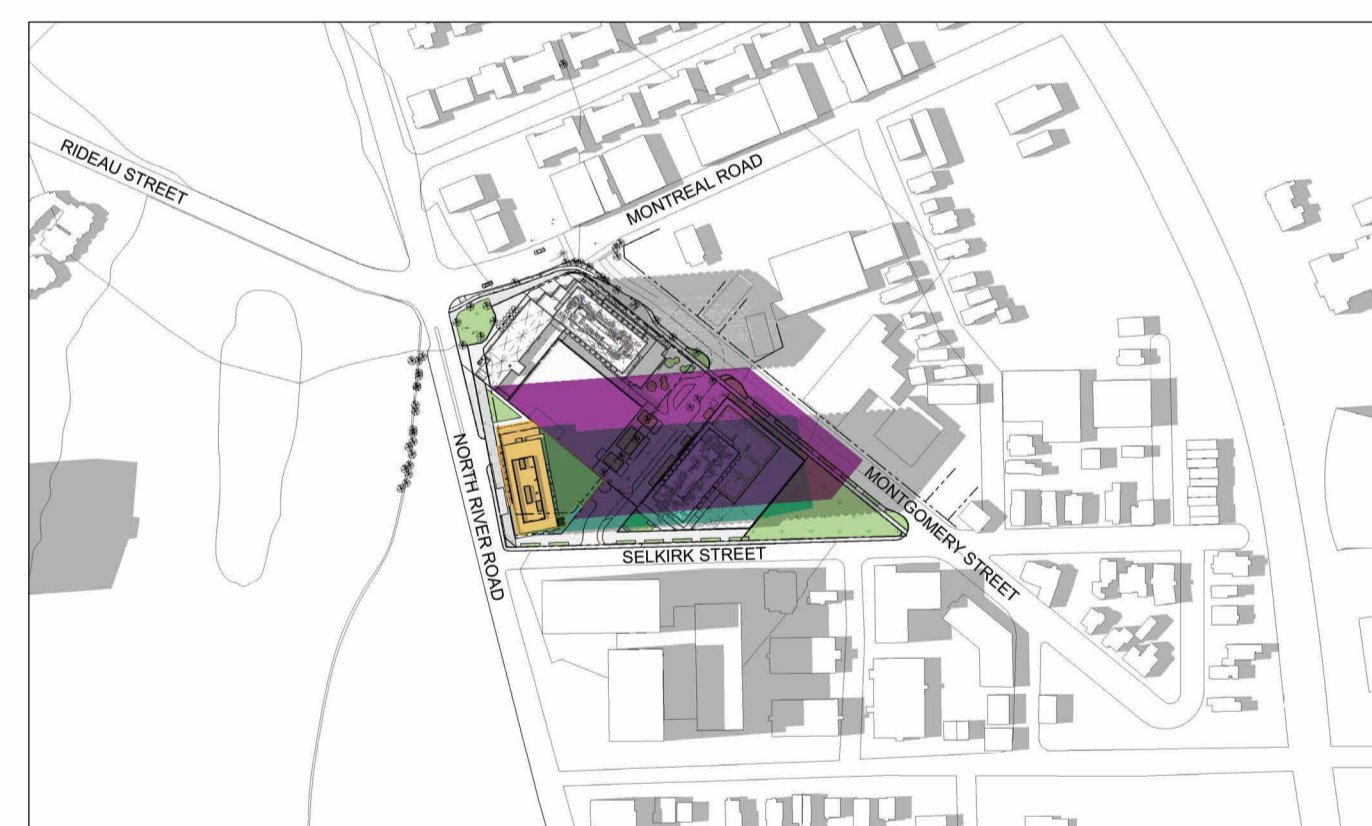 RIDEAU STREET
MONTREAL ROAD
NORTH RIVER ROAD
MONTGOMERY STREET
SELKIRK STREET